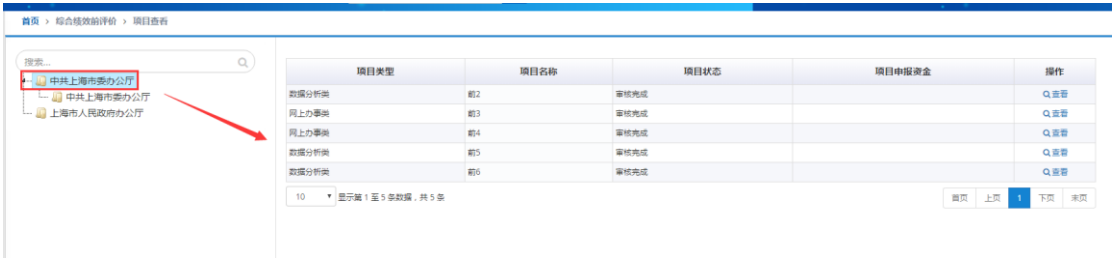 首页 > 综合绩效前评价 > 项目查看
搜索...
中共上海市委办公厅
中共上海市委办公厅
上海市人民政府办公厅
项目类型 项目名称 项目状态 项目申报资金 操作
数据分析类 前2 审核完成 查看
网上办事类 前3 审核完成 查看
网上办事类 前4 审核完成 查看
数据分析类 前5 审核完成 查看
数据分析类 前6 审核完成 查看
10 显示第 1 至 5 条数据，共 5 条 首页 上页 1 下页 末页